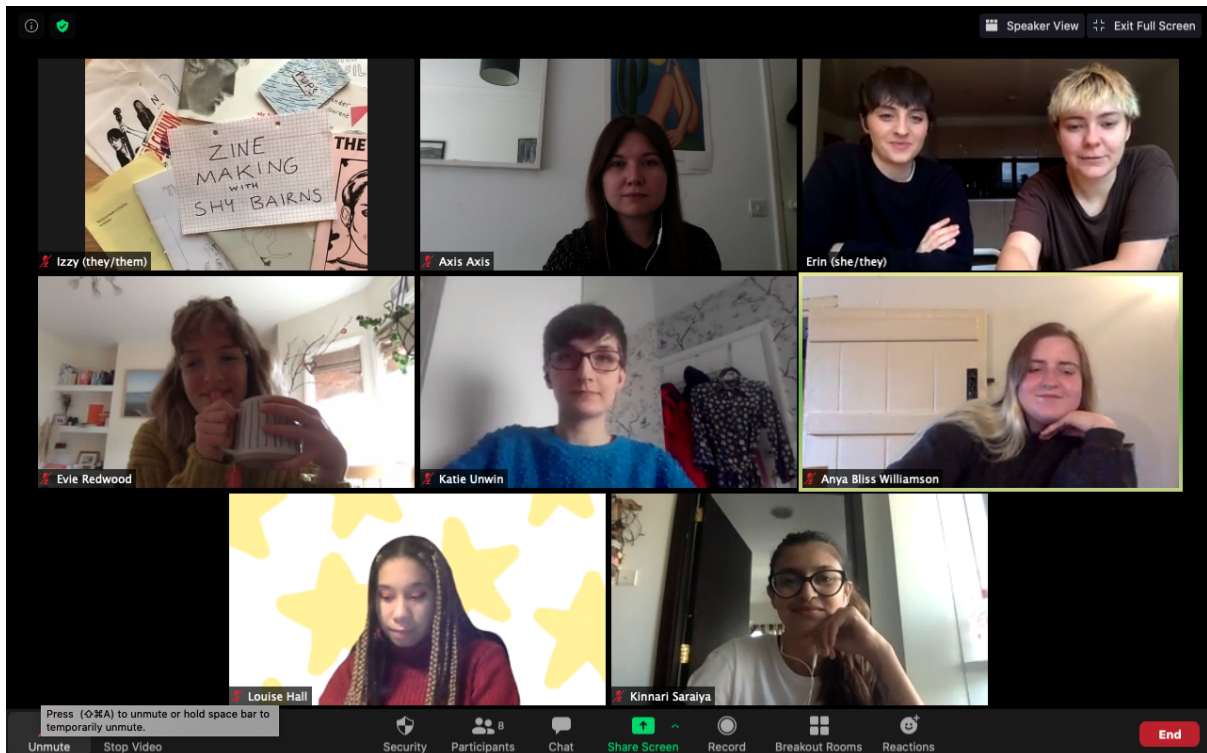 Speaker View
Exit Full Screen
PUPS
ZINE
MAKING
WITH
SHY BAIRNS
THE
Izzy (they/them)
Axis Axis
Erin (she/they)
Evie Redwood
Katie Unwin
Anya Bliss Williamson
Louise Hall
Kinnari Saraiya
Press (⇧⌘A) to unmute or hold space bar to
temporarily unmute.
8
Unmute
Stop Video
Security
Participants
Chat
Share Screen
Record
Breakout Rooms
Reactions
End